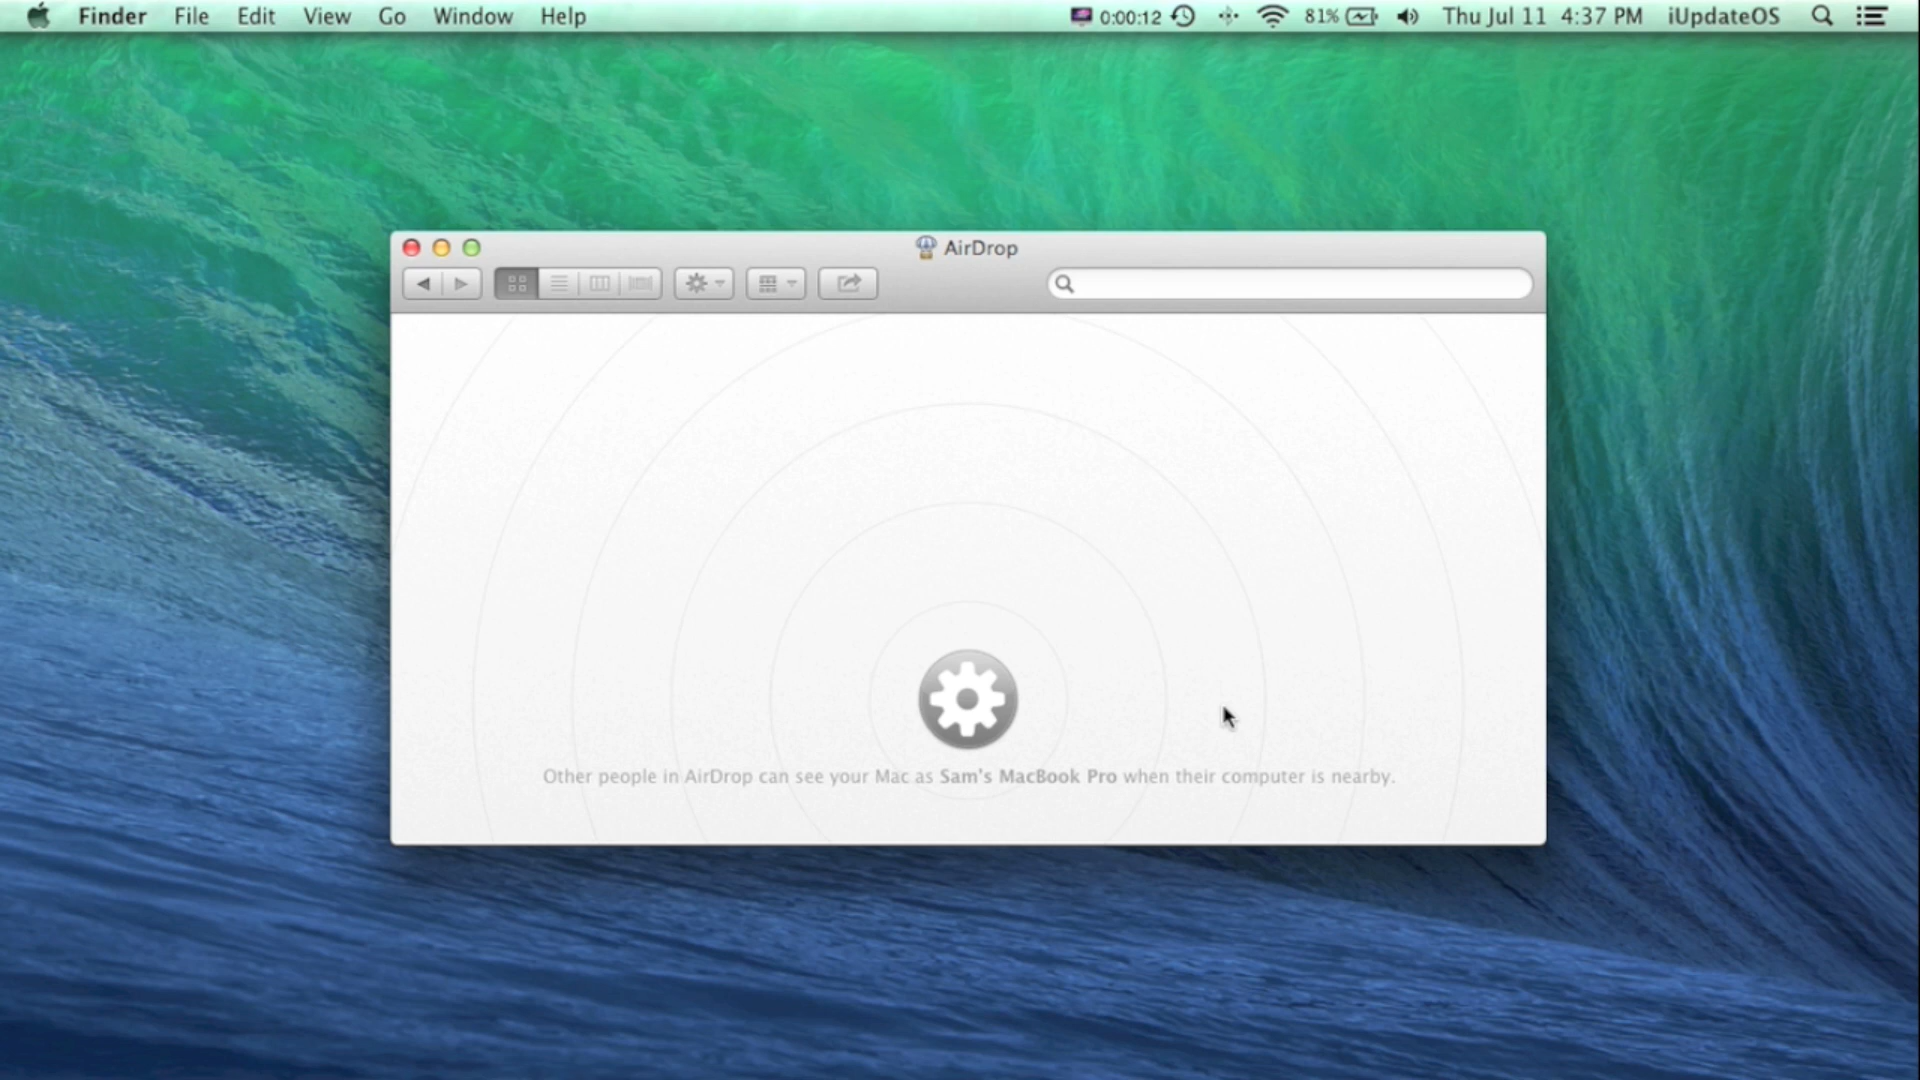 Finder File Edit View Go Window Help 0:00:12 81% Thu Jul 11 4:37 PM iUpdateOS
AirDrop
Other people in AirDrop can see your Mac as Sam's MacBook Pro when their computer is nearby.